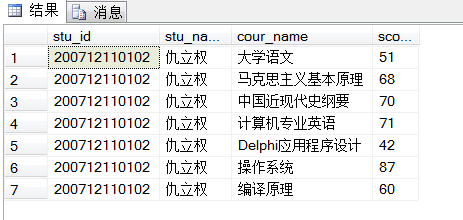 结果 消息
stu_id stu_na... cour_name sco...
1 200712110102 仇立权 大学语文 51
2 200712110102 仇立权 马克思主义基本原理 68
3 200712110102 仇立权 中国近现代史纲要 70
4 200712110102 仇立权 计算机专业英语 71
5 200712110102 仇立权 Delphi应用程序设计 42
6 200712110102 仇立权 操作系统 87
7 200712110102 仇立权 编译原理 60